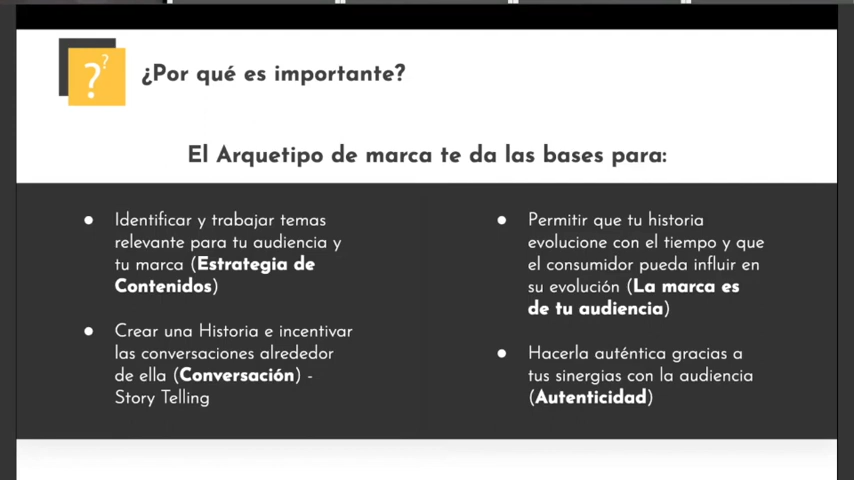 ¿Por qué es importante?
El Arquetipo de marca te da las bases para:
● Identificar y trabajar temas
relevante para tu audiencia y
tu marca (Estrategia de
Contenidos)
● Crear una Historia e incentivar
las conversaciones alrededor
de ella (Conversación) -
Story Telling
● Permitir que tu historia
evolucione con el tiempo y que
el consumidor pueda influir en
su evolución (La marca es
de tu audiencia)
● Hacerla auténtica gracias a
tus sinergias con la audiencia
(Autenticidad)